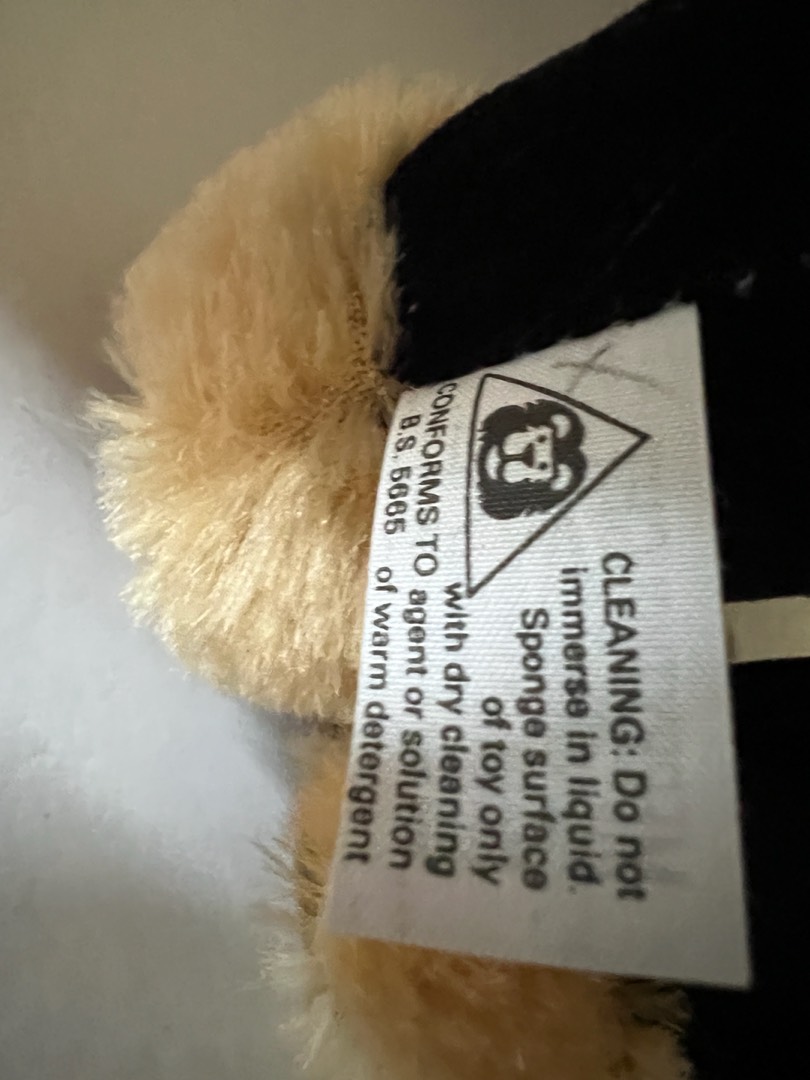 CLEANING: Do not
immerse in liquid.
Sponge surface
of toy only
with dry cleaning
agent or solution
of warm detergent
CONFORMS TO
B.S. 5665